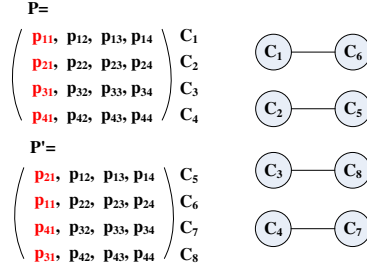 P=
p11, p12, p13, p14 C1
p21, p22, p23, p24 C2
p31, p32, p33, p34 C3
p41, p42, p43, p44 C4
P'=
p21, p12, p13, p14 C5
p11, p22, p23, p24 C6
p41, p32, p33, p34 C7
p31, p42, p43, p44 C8
C1 C6
C2 C5
C3 C8
C4 C7